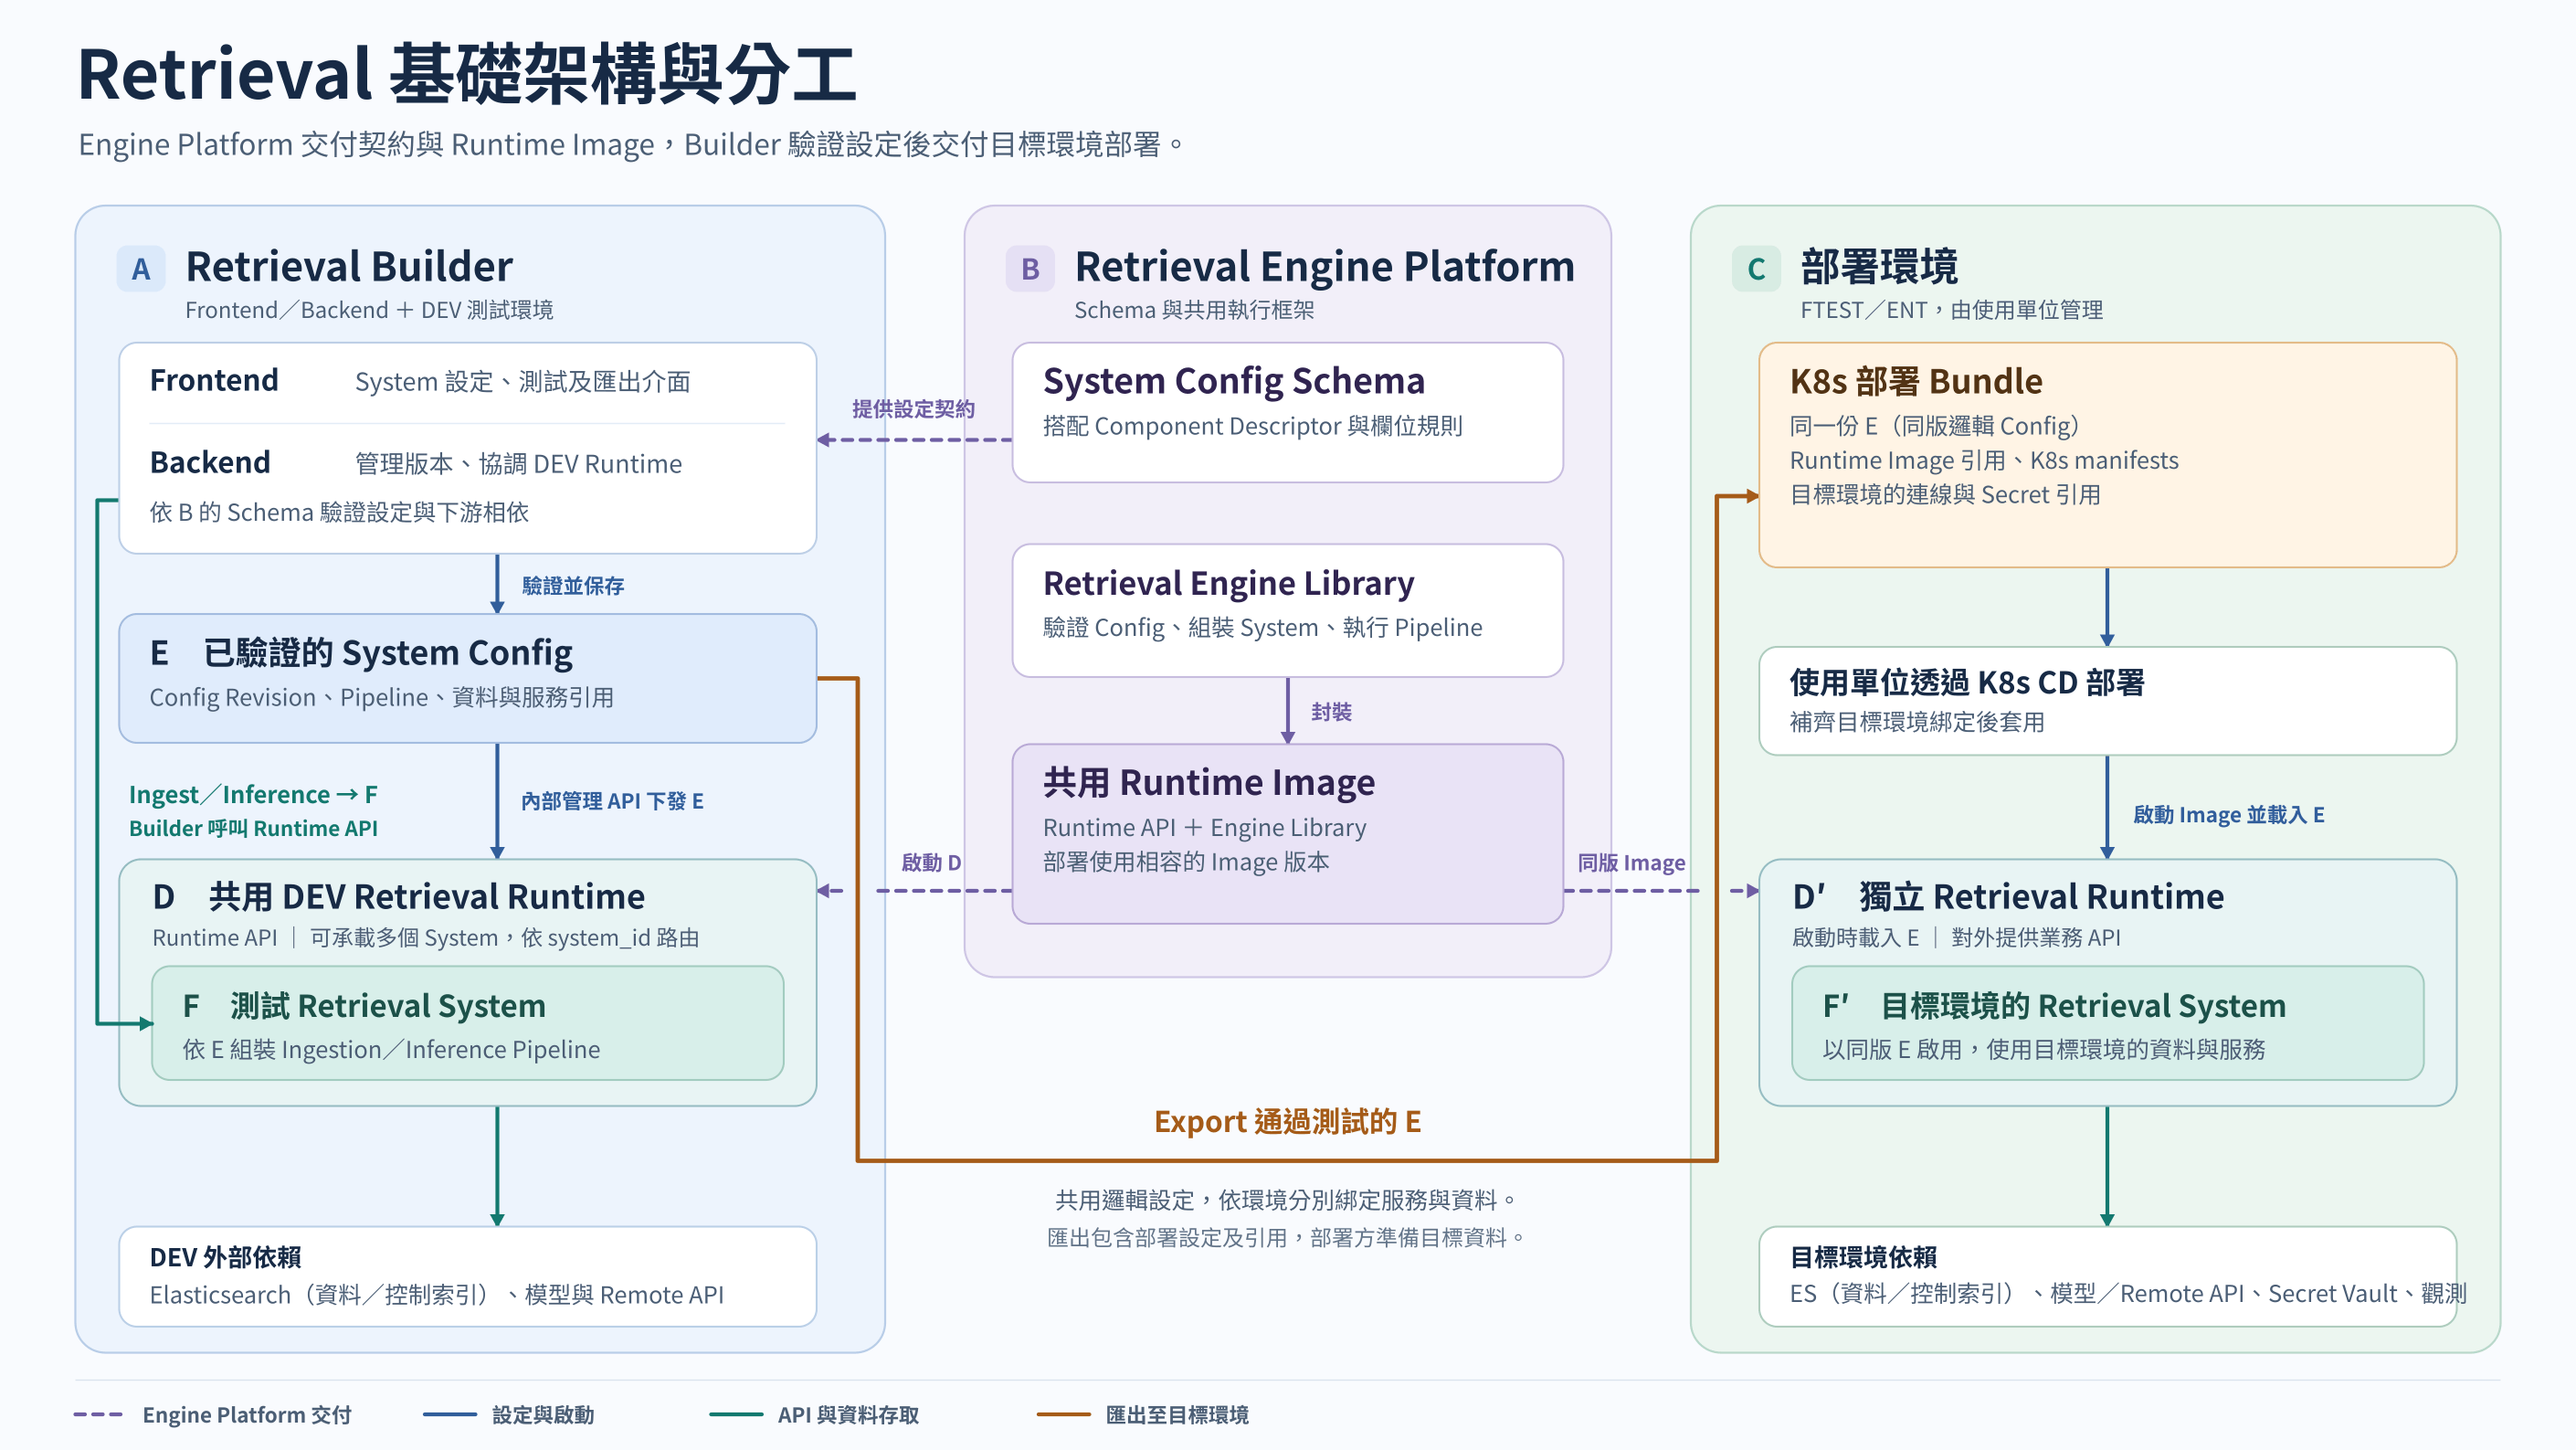 Retrieval 基礎架構與分工
Engine Platform 交付契約與 Runtime Image，Builder 驗證設定後交付目標環境部署。
A Retrieval Builder
Frontend／Backend ＋ DEV 測試環境
Frontend System 設定、測試及匯出介面
Backend 管理版本、協調 DEV Runtime
依 B 的 Schema 驗證設定與下游相依
驗證並保存
E 已驗證的 System Config
Config Revision、Pipeline、資料與服務引用
Ingest／Inference → F
Builder 呼叫 Runtime API
內部管理 API 下發 E
D 共用 DEV Retrieval Runtime
Runtime API ｜ 可承載多個 System，依 system_id 路由
F 測試 Retrieval System
依 E 組裝 Ingestion／Inference Pipeline
DEV 外部依賴
Elasticsearch（資料／控制索引）、模型與 Remote API
提供設定契約
啟動 D
B Retrieval Engine Platform
Schema 與共用執行框架
System Config Schema
搭配 Component Descriptor 與欄位規則
Retrieval Engine Library
驗證 Config、組裝 System、執行 Pipeline
封裝
共用 Runtime Image
Runtime API ＋ Engine Library
部署使用相容的 Image 版本
同版 Image
Export 通過測試的 E
共用邏輯設定，依環境分別綁定服務與資料。
匯出包含部署設定及引用，部署方準備目標資料。
C 部署環境
FTEST／ENT，由使用單位管理
K8s 部署 Bundle
同一份 E（同版邏輯 Config）
Runtime Image 引用、K8s manifests
目標環境的連線與 Secret 引用
使用單位透過 K8s CD 部署
補齊目標環境綁定後套用
啟動 Image 並載入 E
D′ 獨立 Retrieval Runtime
啟動時載入 E ｜ 對外提供業務 API
F′ 目標環境的 Retrieval System
以同版 E 啟用，使用目標環境的資料與服務
目標環境依賴
ES（資料／控制索引）、模型／Remote API、Secret Vault、觀測
Engine Platform 交付
設定與啟動
API 與資料存取
匯出至目標環境